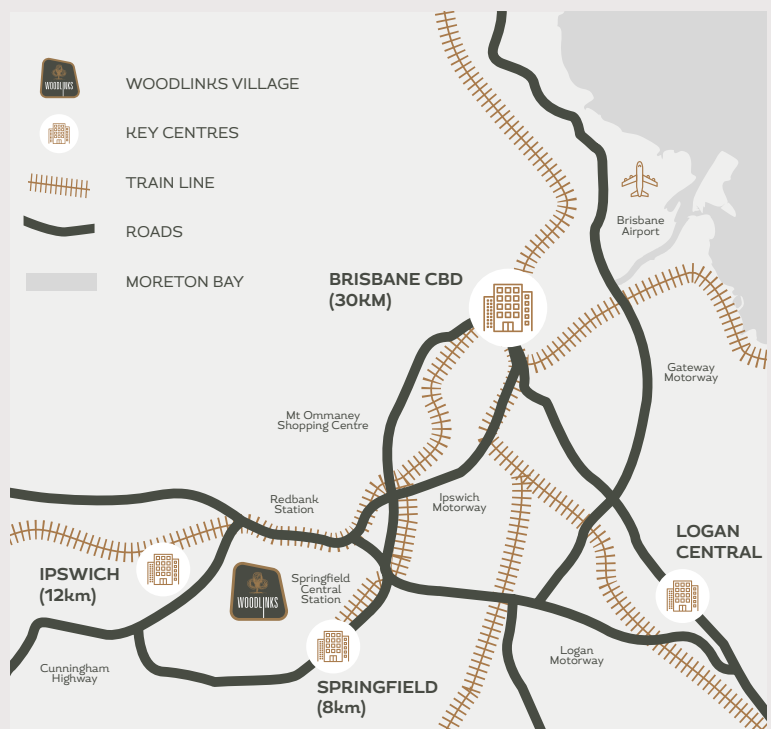 WOODLINKS
WOODLINKS VILLAGE
KEY CENTRES
TRAIN LINE
ROADS
MORETON BAY
Brisbane
Airport
BRISBANE CBD
(30KM)
Gateway
Motorway
Mt Ommaney
Shopping Centre
Redbank
Station
Ipswich
Motorway
LOGAN
CENTRAL
IPSWICH
(12km)
Springfield
Central
Station
WOODLINKS
Logan
Motorway
Cunningham
Highway
SPRINGFIELD
(8km)